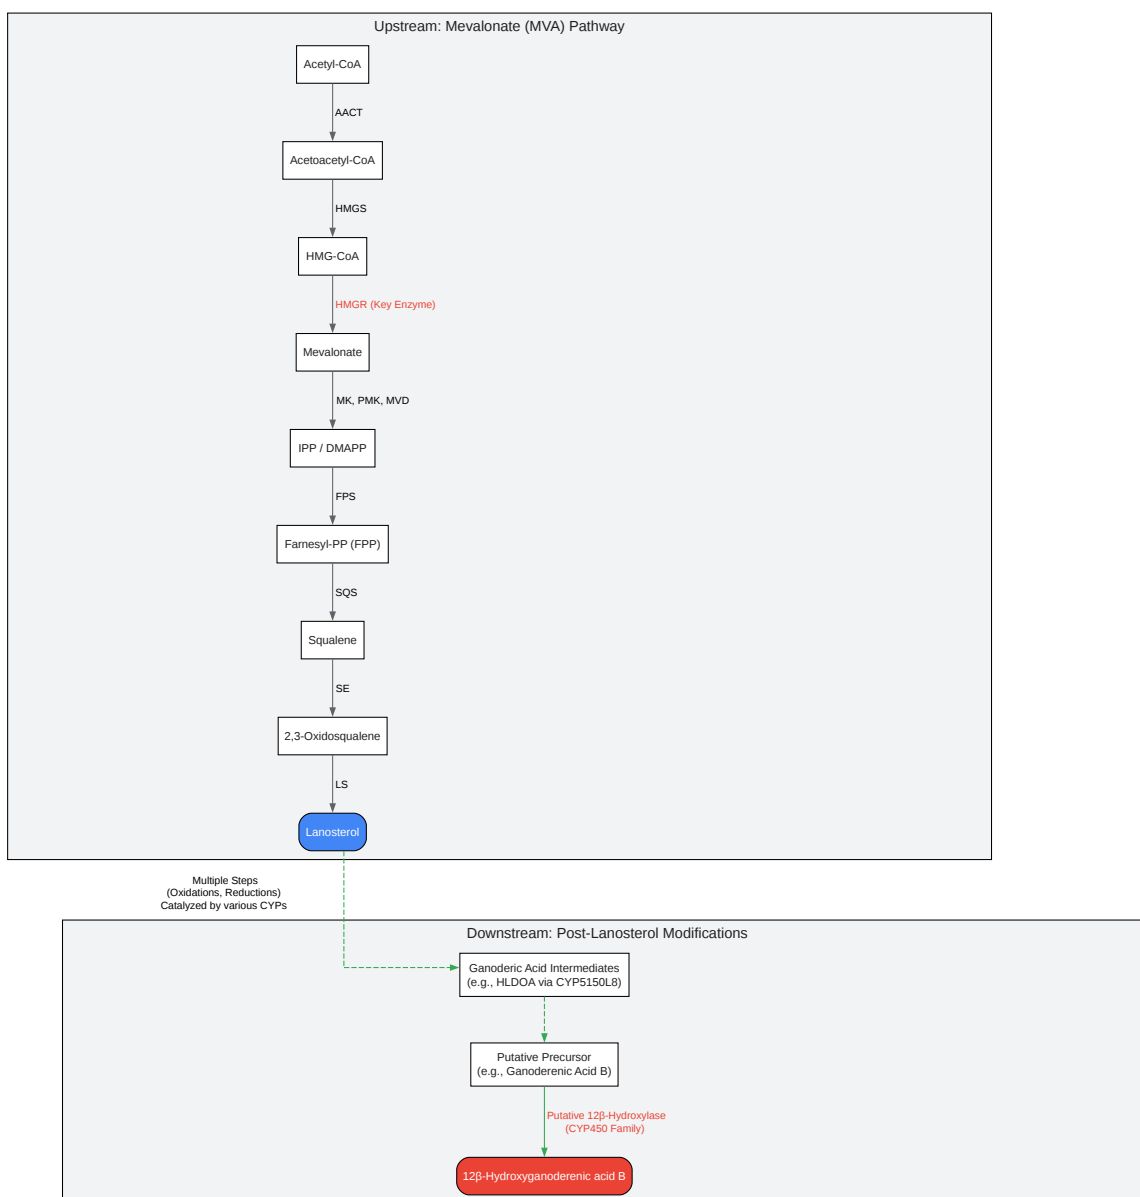 Upstream: Mevalonate (MVA) Pathway
Acetyl-CoA
AACT
Acetoacetyl-CoA
HMGS
HMG-CoA
HMGR (Key Enzyme)
Mevalonate
MK, PMK, MVD
IPP / DMAPP
FPS
Farnesyl-PP (FPP)
SQS
Squalene
SE
2,3-Oxidosqualene
LS
Lanosterol
Multiple Steps
(Oxidations, Reductions)
Catalyzed by various CYPs
Downstream: Post-Lanosterol Modifications
Ganoderic Acid Intermediates
(e.g., HLDOA via CYP5150L8)
Putative Precursor
(e.g., Ganoderenic Acid B)
Putative 12β-Hydroxylase
(CYP450 Family)
12β-Hydroxyganoderenic acid B